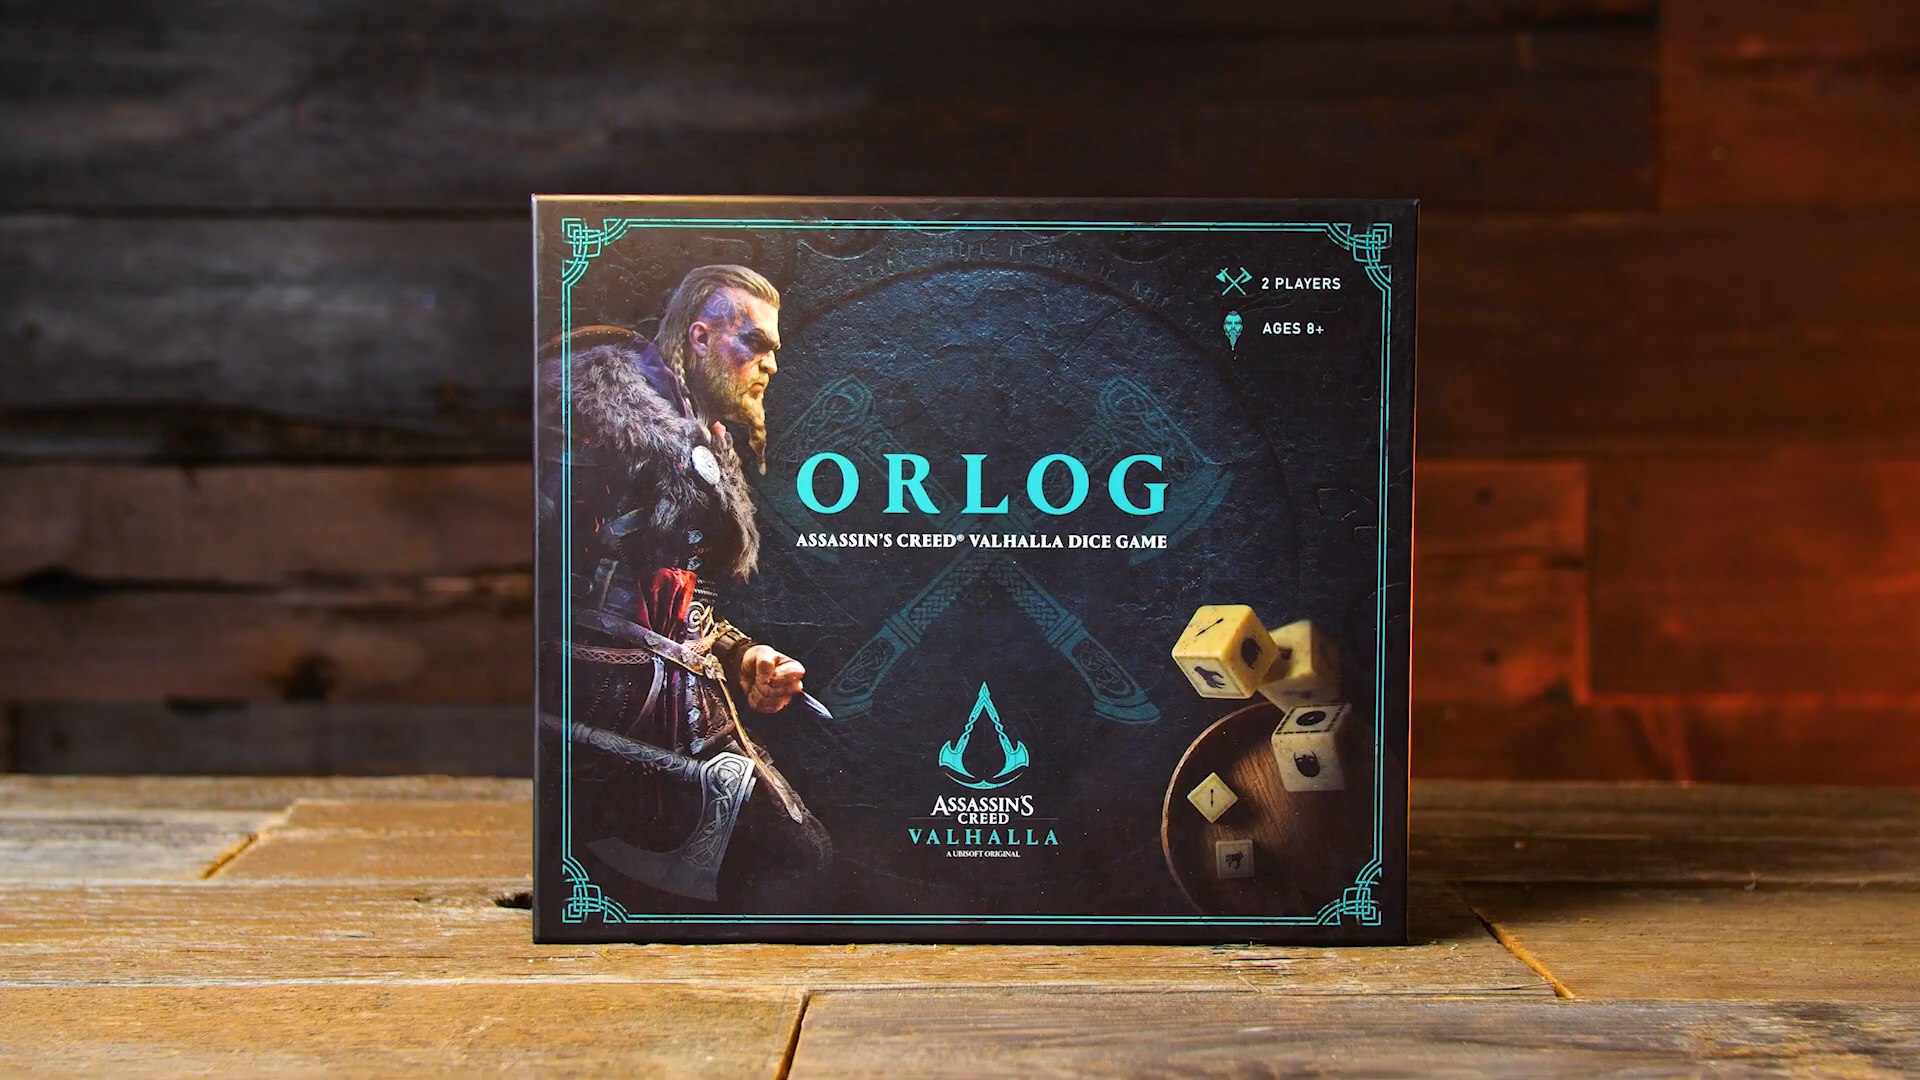 2 PLAYERS
AGES 8+
ORLOG
ASSASSIN'S CREED® VALHALLA DICE GAME
ASSASSIN'S
CREED
VALHALLA
A UBISOFT ORIGINAL